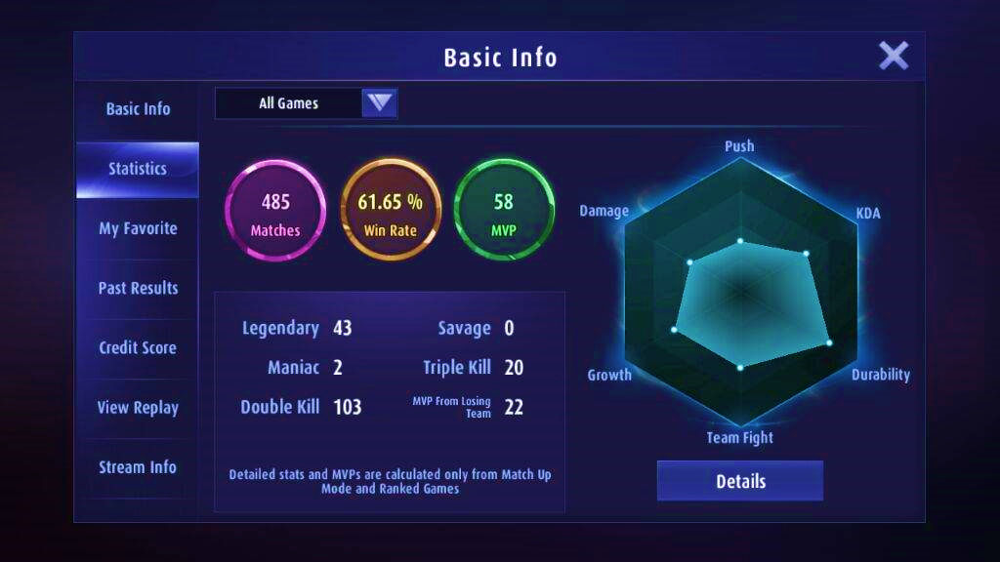 Basic Info
Basic Info
Statistics
My Favorite
Past Results
Credit Score
View Replay
Stream Info
All Games
485
Matches
61.65 %
Win Rate
58
MVP
Legendary 43
Savage 0
Maniac 2
Triple Kill 20
Double Kill 103
MVP From Losing
Team
22
Detailed stats and MVPs are calculated only from Match Up
Mode and Ranked Games
Push
Damage
KDA
Growth
Durability
Team Fight
Details